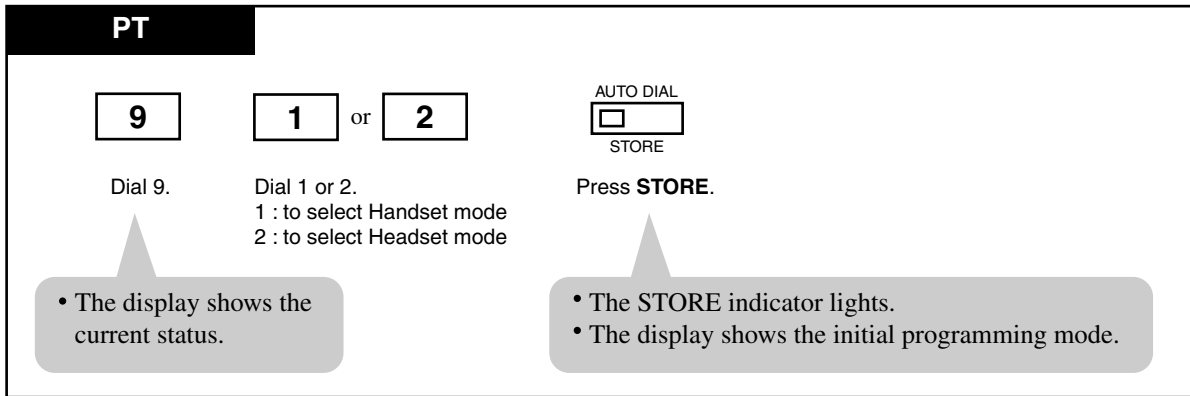 PT
9
1 or 2
AUTO DIAL
STORE
Dial 9.
Dial 1 or 2.
1 : to select Handset mode
2 : to select Headset mode
Press STORE.
• The display shows the
current status.
• The STORE indicator lights.
• The display shows the initial programming mode.